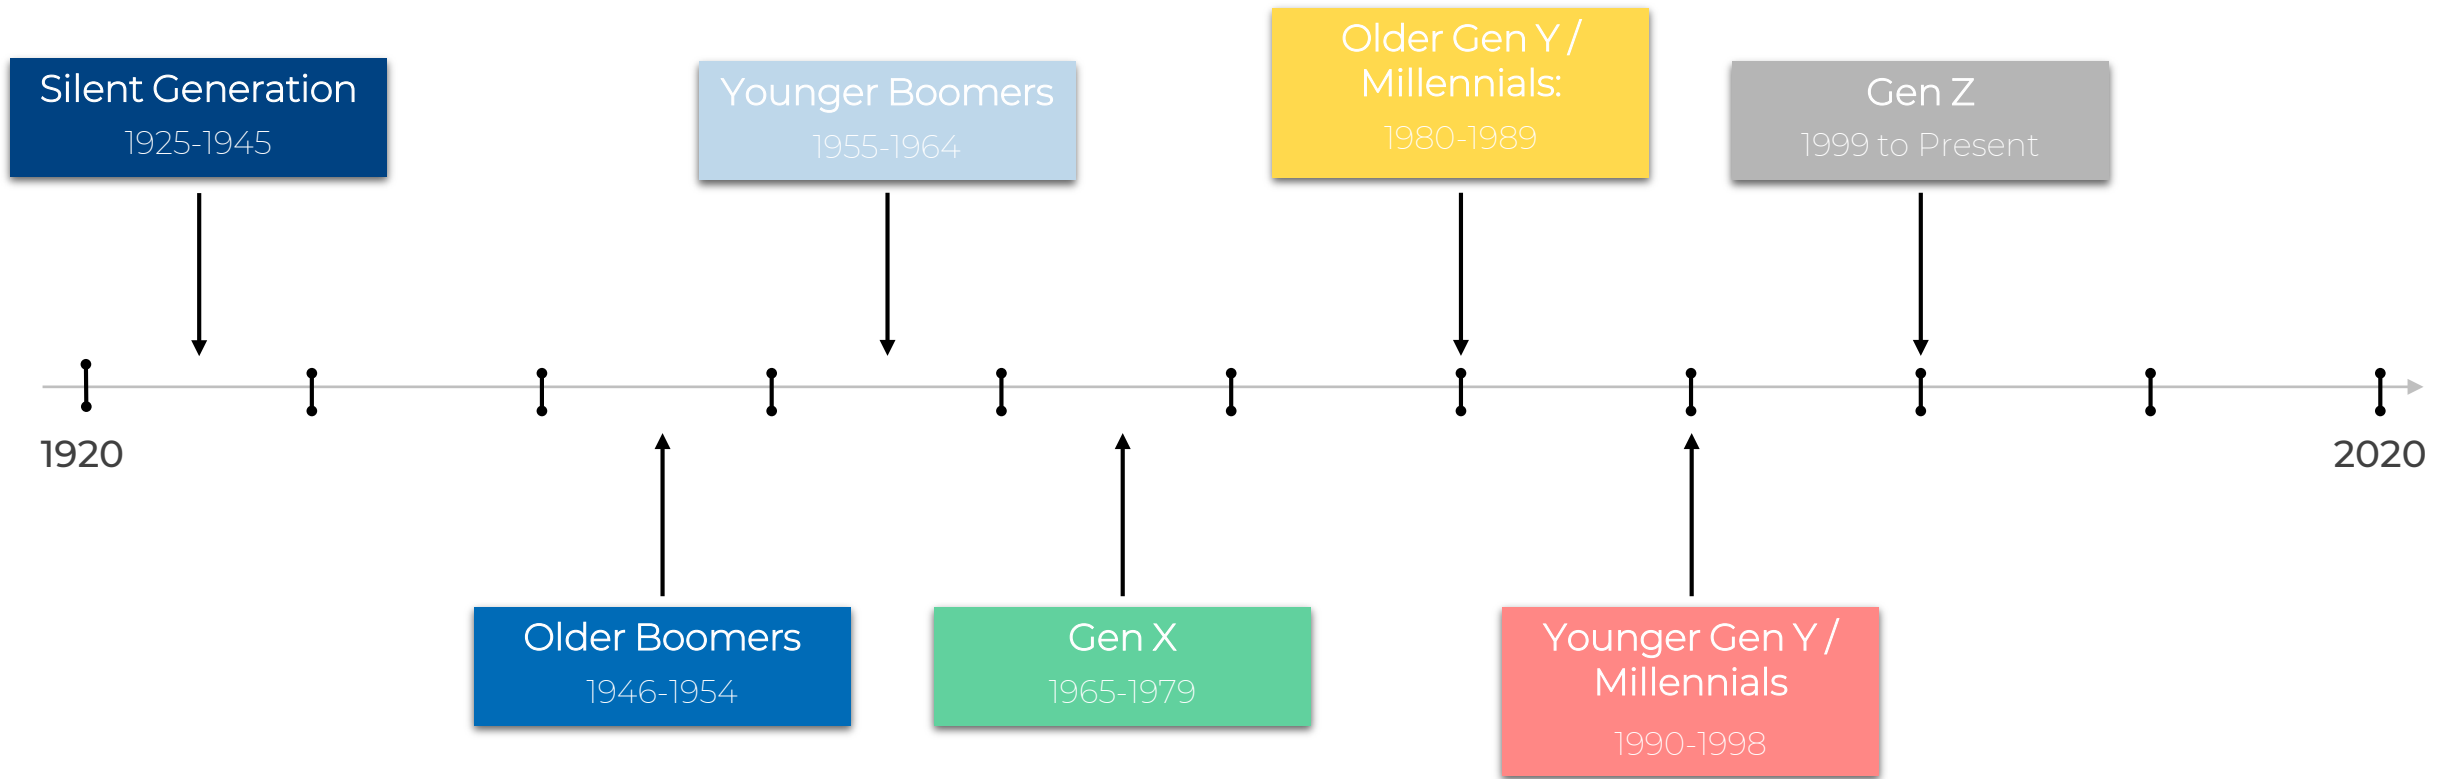 Silent Generation
1925-1945
Younger Boomers
1955-1964
Older Gen Y /
Millennials:
1980-1989
Gen Z
1999 to Present
1920
2020
Older Boomers
1946-1954
Gen X
1965-1979
Younger Gen Y /
Millennials
1990-1998